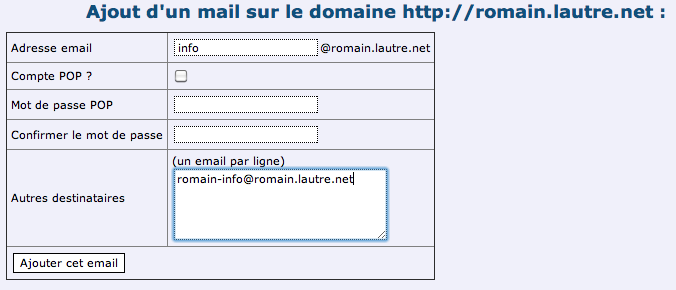 Ajout d'un mail sur le domaine http://romain.lautre.net :
Adresse email info @romain.lautre.net
Compte POP ?
Mot de passe POP
Confirmer le mot de passe
(un email par ligne)
Autres destinataires romain-info@romain.lautre.net
Ajouter cet email